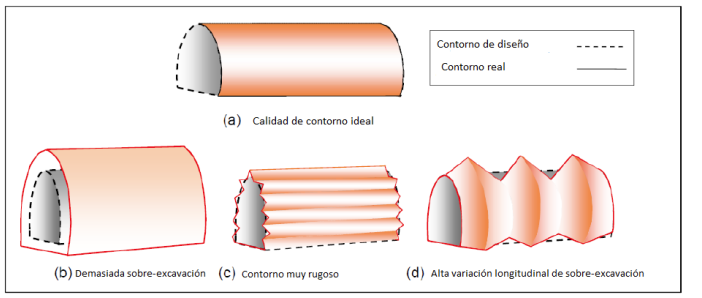 Contorno de diseño
Contorno real
(a) Calidad de contorno ideal
(b) Demasiada sobre-excavación
(c) Contorno muy rugoso
(d) Alta variación longitudinal de sobre-excavación